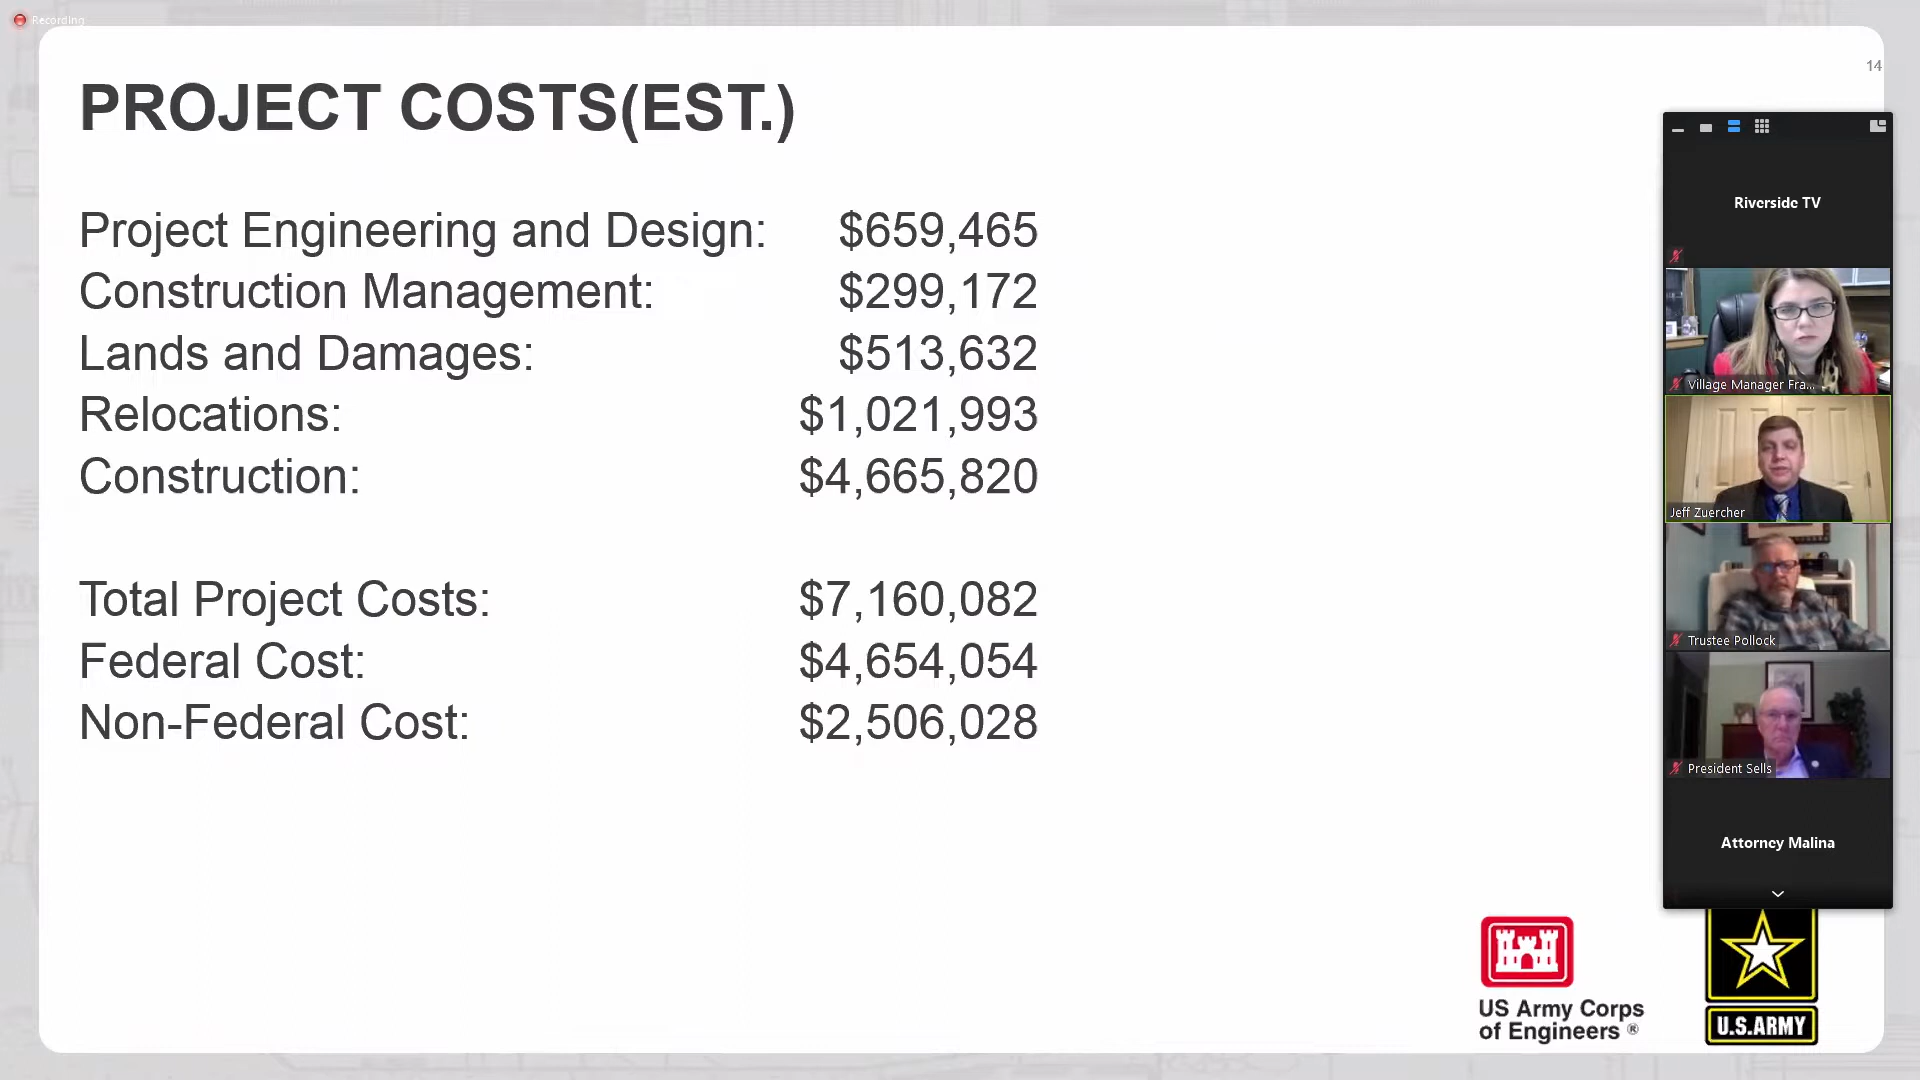 Recording
14
PROJECT COSTS(EST.)
Project Engineering and Design: $659,465
Construction Management: $299,172
Lands and Damages: $513,632
Relocations: $1,021,993
Construction: $4,665,820
Total Project Costs: $7,160,082
Federal Cost: $4,654,054
Non-Federal Cost: $2,506,028
Riverside TV
Village Manager Fra...
Jeff Zuercher
Trustee Pollock
President Sells
Attorney Malina
US Army Corps
of Engineers ®
U.S.ARMY